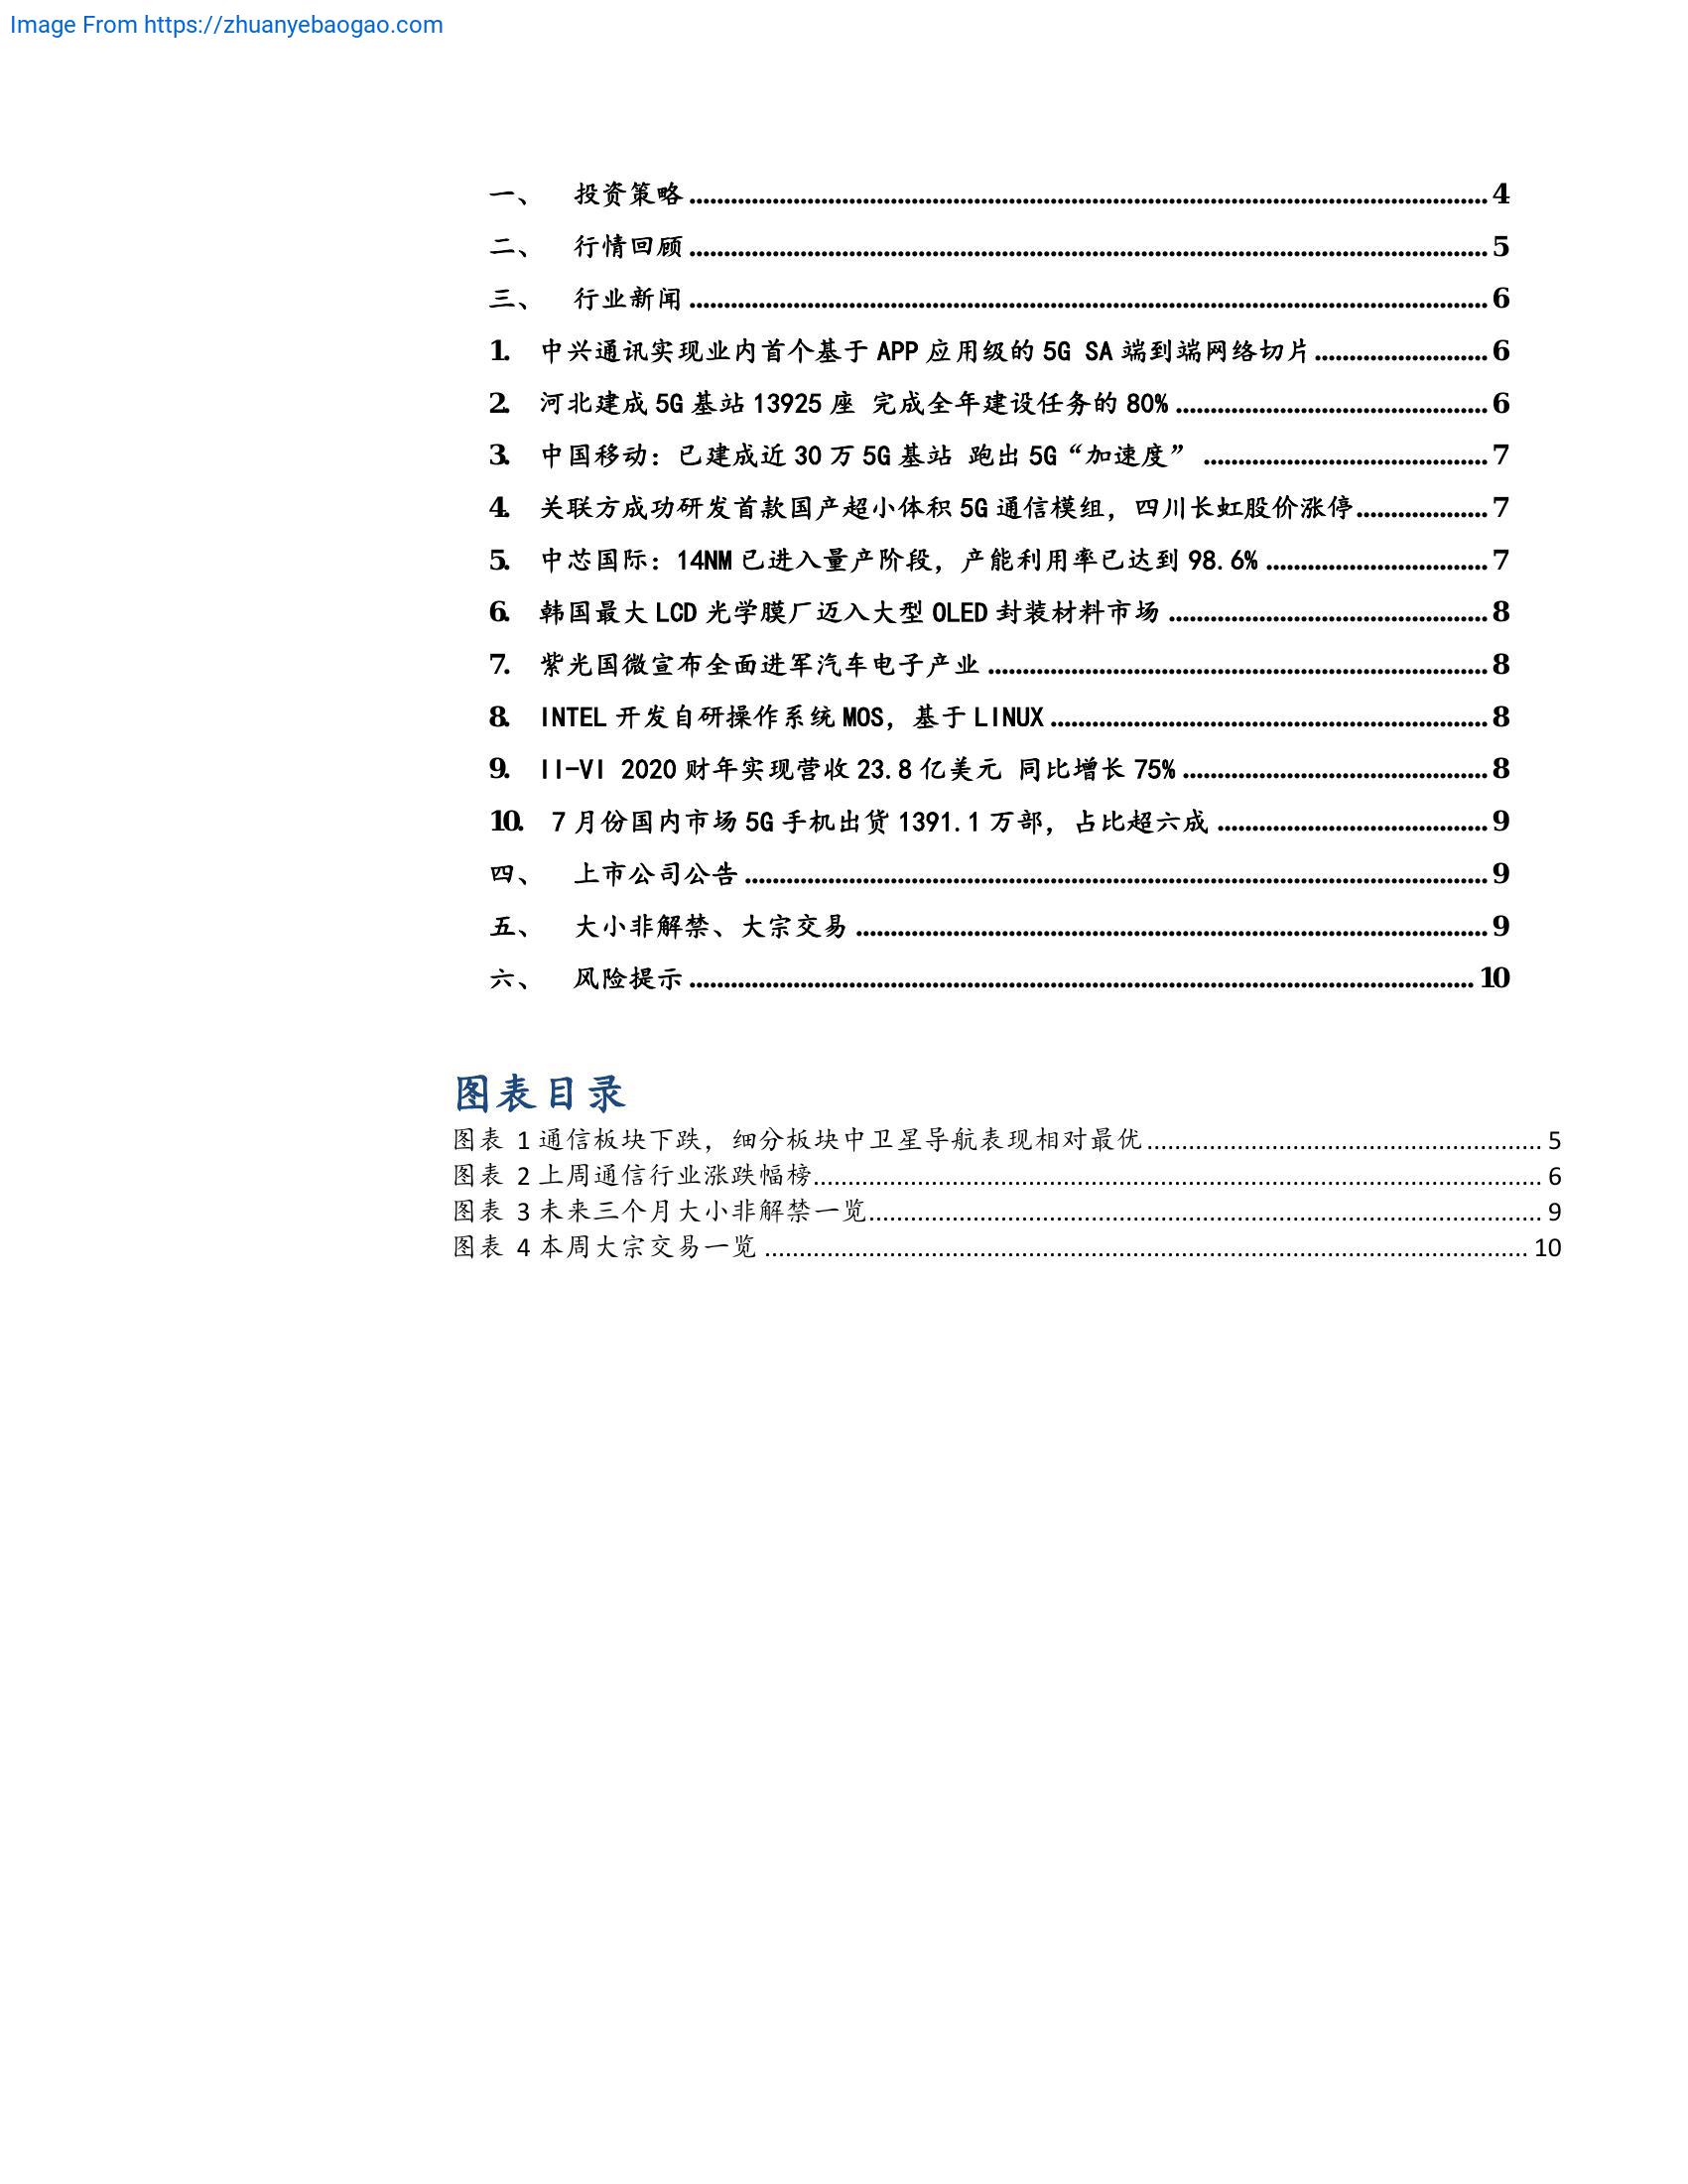 Image From https://zhuanyebaogao.com
一、 投资策略 4
二、 行情回顾 5
三、 行业新闻 6
1. 中兴通讯实现业内首个基于 APP 应用级的 5G SA 端到端网络切片 6
2. 河北建成 5G 基站 13925 座 完成全年建设任务的 80% 6
3. 中国移动：已建成近 30 万 5G 基站 跑出 5G“加速度” 7
4. 关联方成功研发首款国产超小体积 5G 通信模组，四川长虹股价涨停 7
5. 中芯国际：14NM 已进入量产阶段，产能利用率已达到 98.6% 7
6. 韩国最大 LCD 光学膜厂迈入大型 OLED 封装材料市场 8
7. 紫光国微宣布全面进军汽车电子产业 8
8. INTEL 开发自研操作系统 MOS，基于 LINUX 8
9. II-VI 2020 财年实现营收 23.8 亿美元 同比增长 75% 8
10. 7 月份国内市场 5G 手机出货 1391.1 万部，占比超六成 9
四、 上市公司公告 9
五、 大小非解禁、大宗交易 9
六、 风险提示 10
图表目录
图表 1 通信板块下跌，细分板块中卫星导航表现相对最优 5
图表 2 上周通信行业涨跌幅榜 6
图表 3 未来三个月大小非解禁一览 9
图表 4 本周大宗交易一览 10